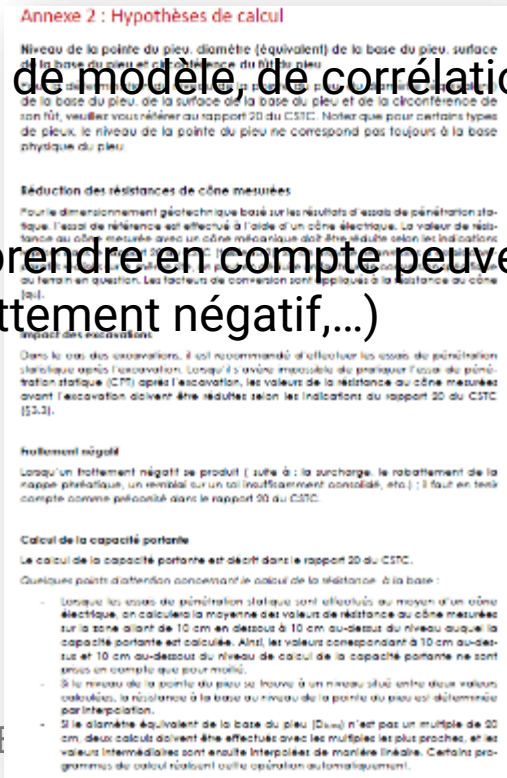 Annexe 2 : Hypothèses de calcul
Niveau de la pointe du pieu, diamètre (équivalent) de la base du pieu, surface
de la base du pieu et circonférence du fût du pieu
de modèle, de corrélatio
de la base du pieu, de la surface de la base du pieu et de la circonférence de
son fût, veuillez vous référer au rapport 20 du CSTC. Notez que pour certains types
de pieux, le niveau de la pointe du pieu ne correspond pas toujours à la base
physique du pieu
Réduction des résistances de cône mesurées
Pour le dimensionnement géotechnique basé sur les résultats d'essais de pénétration sta-
tique, l'essai de référence est effectué à l'aide d'un cône électrique. La valeur de résis-
tance au cône mesurée avec un cône mécanique doit être réduite selon les indications
prendre en compte peuve
au terrain en question. Les facteurs de conversion sont appliqués à la résistance au cône
(qc).
ttement négatif,...)
Impact des excavations
Dans le cas des excavations, il est recommandé d'effectuer les essais de pénétration
statistique après l'excavation. Lorsqu'il s'avère impossible de pratiquer l'essai de péné-
tration statique (CPT) après l'excavation, les valeurs de la résistance au cône mesurées
avant l'excavation doivent être réduites selon les indications du rapport 20 du CSTC
(§3.3).
Frottement négatif
Lorsqu'un frottement négatif se produit ( suite à : la surcharge, le rabattement de la
nappe phréatique, un remblai sur un sol insuffisamment consolidé, etc.) ; il faut en tenir
compte comme préconisé dans le rapport 20 du CSTC.
Calcul de la capacité portante
Le calcul de la capacité portante est décrit dans le rapport 20 du CSTC.
Quelques points d'attention concernant le calcul de la résistance à la base :
- Lorsque les essais de pénétration statique sont effectués au moyen d'un cône
électrique, on calculera la moyenne des valeurs de résistance au cône mesurées
sur la zone allant de 10 cm en dessous à 10 cm au-dessus du niveau auquel la
capacité portante est calculée. Ainsi, les valeurs correspondant à 10 cm au-des-
sus et 10 cm au-dessous du niveau de calcul de la capacité portante ne sont
prises en compte que pour moitié.
- Si le niveau de la pointe du pieu se trouve à un niveau situé entre deux valeurs
calculées, la résistance à la base au niveau de la pointe du pieu est déterminée
par interpolation.
- Si le diamètre équivalent de la base du pieu (Db,eq) n'est pas un multiple de 20
cm, deux calculs doivent être effectués avec les multiples les plus proches, et les
valeurs intermédiaires sont ensuite interpolées de manière linéaire. Certains pro-
grammes de calcul réalisent cette opération automatiquement.